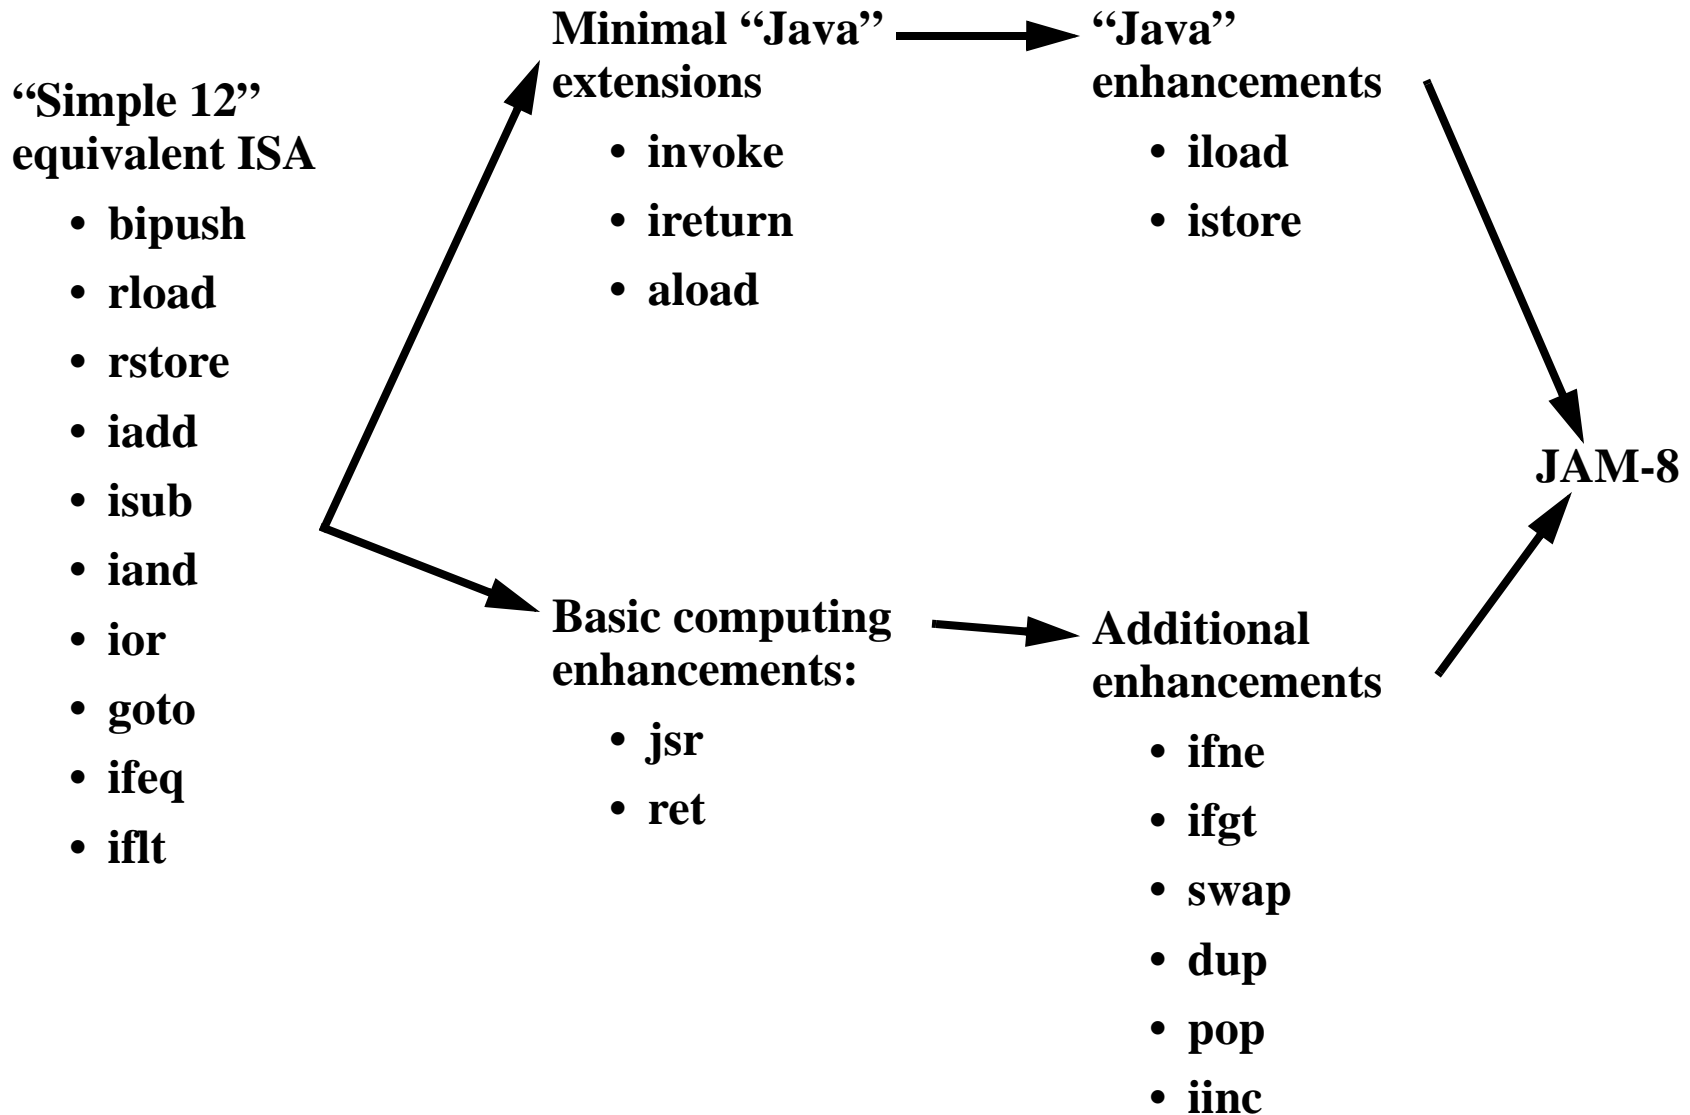 “Simple 12”
equivalent ISA
• bipush
• rload
• rstore
• iadd
• isub
• iand
• ior
• goto
• ifeq
• iflt
Minimal “Java”
extensions
• invoke
• ireturn
• aload
“Java”
enhancements
• iload
• istore
Basic computing
enhancements:
• jsr
• ret
Additional
enhancements
• ifne
• ifgt
• swap
• dup
• pop
• iinc
JAM-8